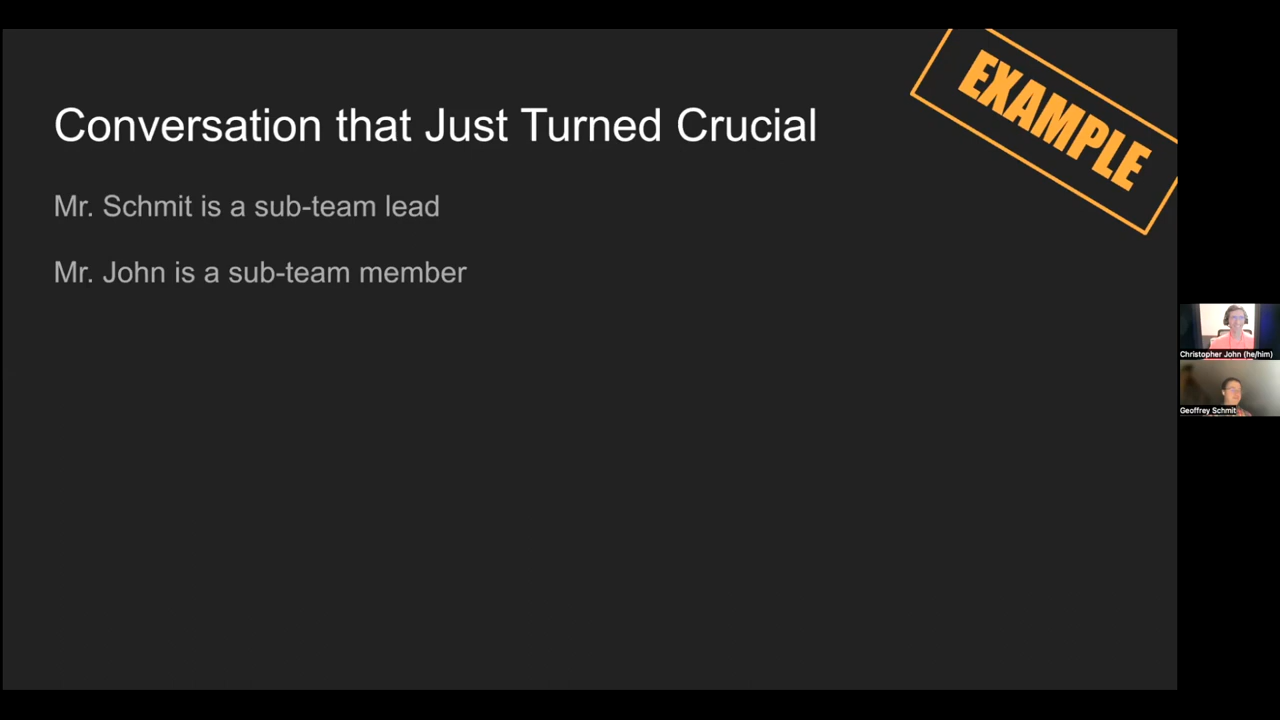 EXAMPLE
Conversation that Just Turned Crucial
Mr. Schmit is a sub-team lead
Mr. John is a sub-team member
Christopher John (he/him)
Geoffrey Schmit